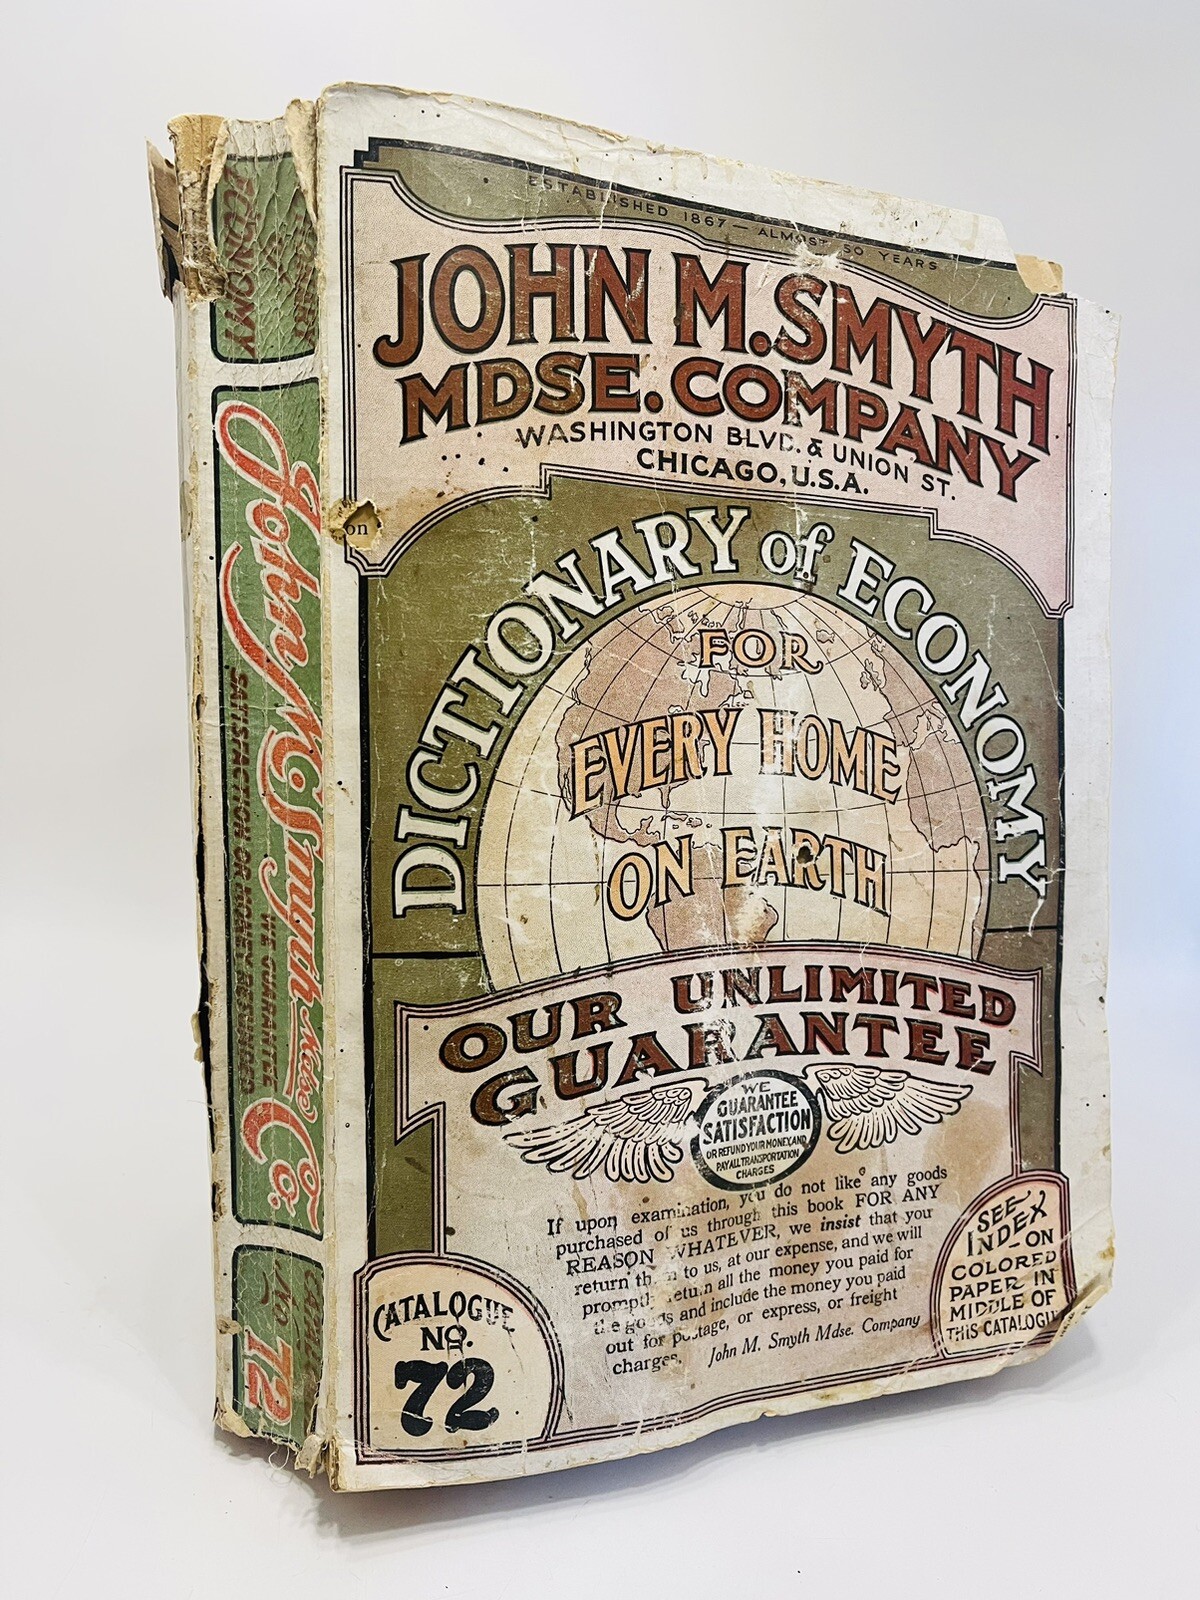 ESTABLISHED 1867 — ALMOST 50 YEARS
JOHN M. SMYTH
MDSE. COMPANY
WASHINGTON BLVD. & UNION ST.
CHICAGO, U.S.A.
on
DICTIONARY of ECONOMY
FOR
EVERY HOME
ON EARTH
OUR UNLIMITED
GUARANTEE
WE
GUARANTEE
SATISFACTION
OR REFUND YOUR MONEY, AND
PAY ALL TRANSPORTATION
CHARGES
If upon examination, you do not like any goods
purchased of us through this book FOR ANY
REASON WHATEVER, we insist that your
return to us, at our expense, and we will
return all the money you paid for
the goods and include the money you paid
out for postage, or express, or freight
charges. John M. Smyth Mdse. Company
CATALOGUE
NO.
72
SEE
INDEX
—ON
COLORED
PAPER IN
MIDDLE OF
THIS CATALOGUE
ECONOMY
John M. Smyth Mdse Co.
WE GUARANTEE
SATISFACTION OR MONEY REFUNDED
No 72